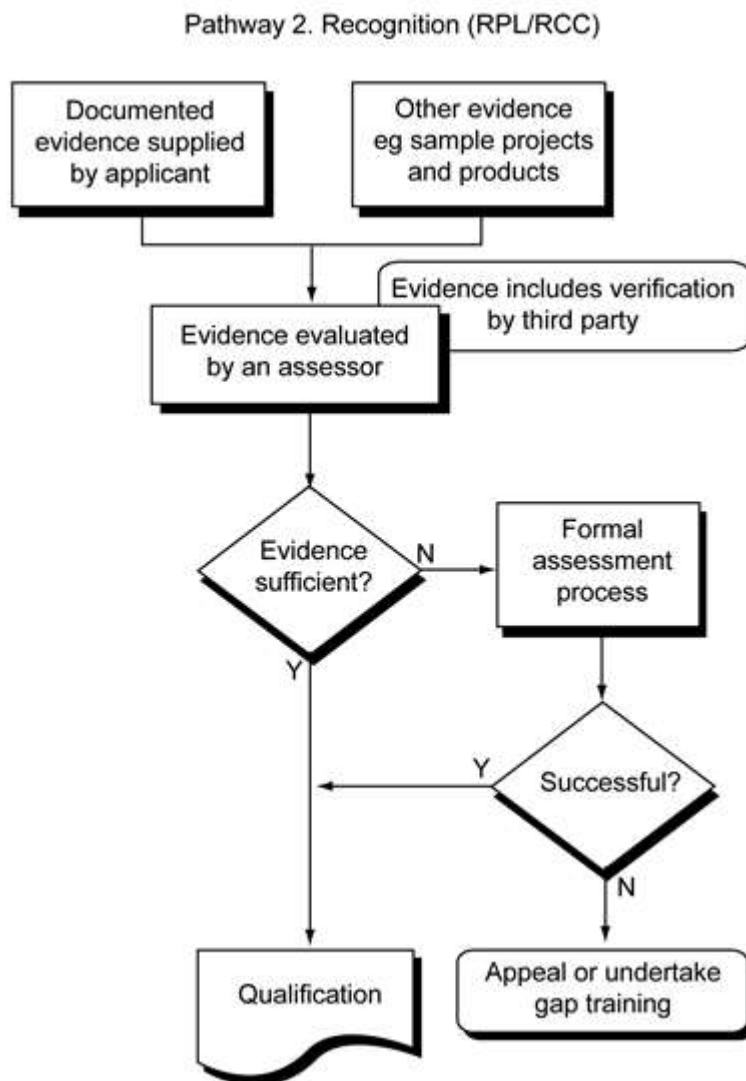 Pathway 2. Recognition (RPL/RCC)
Documented
evidence supplied
by applicant
Other evidence
eg sample projects
and products
Evidence includes verification
by third party
Evidence evaluated
by an assessor
Evidence
sufficient?
N
Y
Formal
assessment
process
Successful?
Y
N
Qualification
Appeal or undertake
gap training